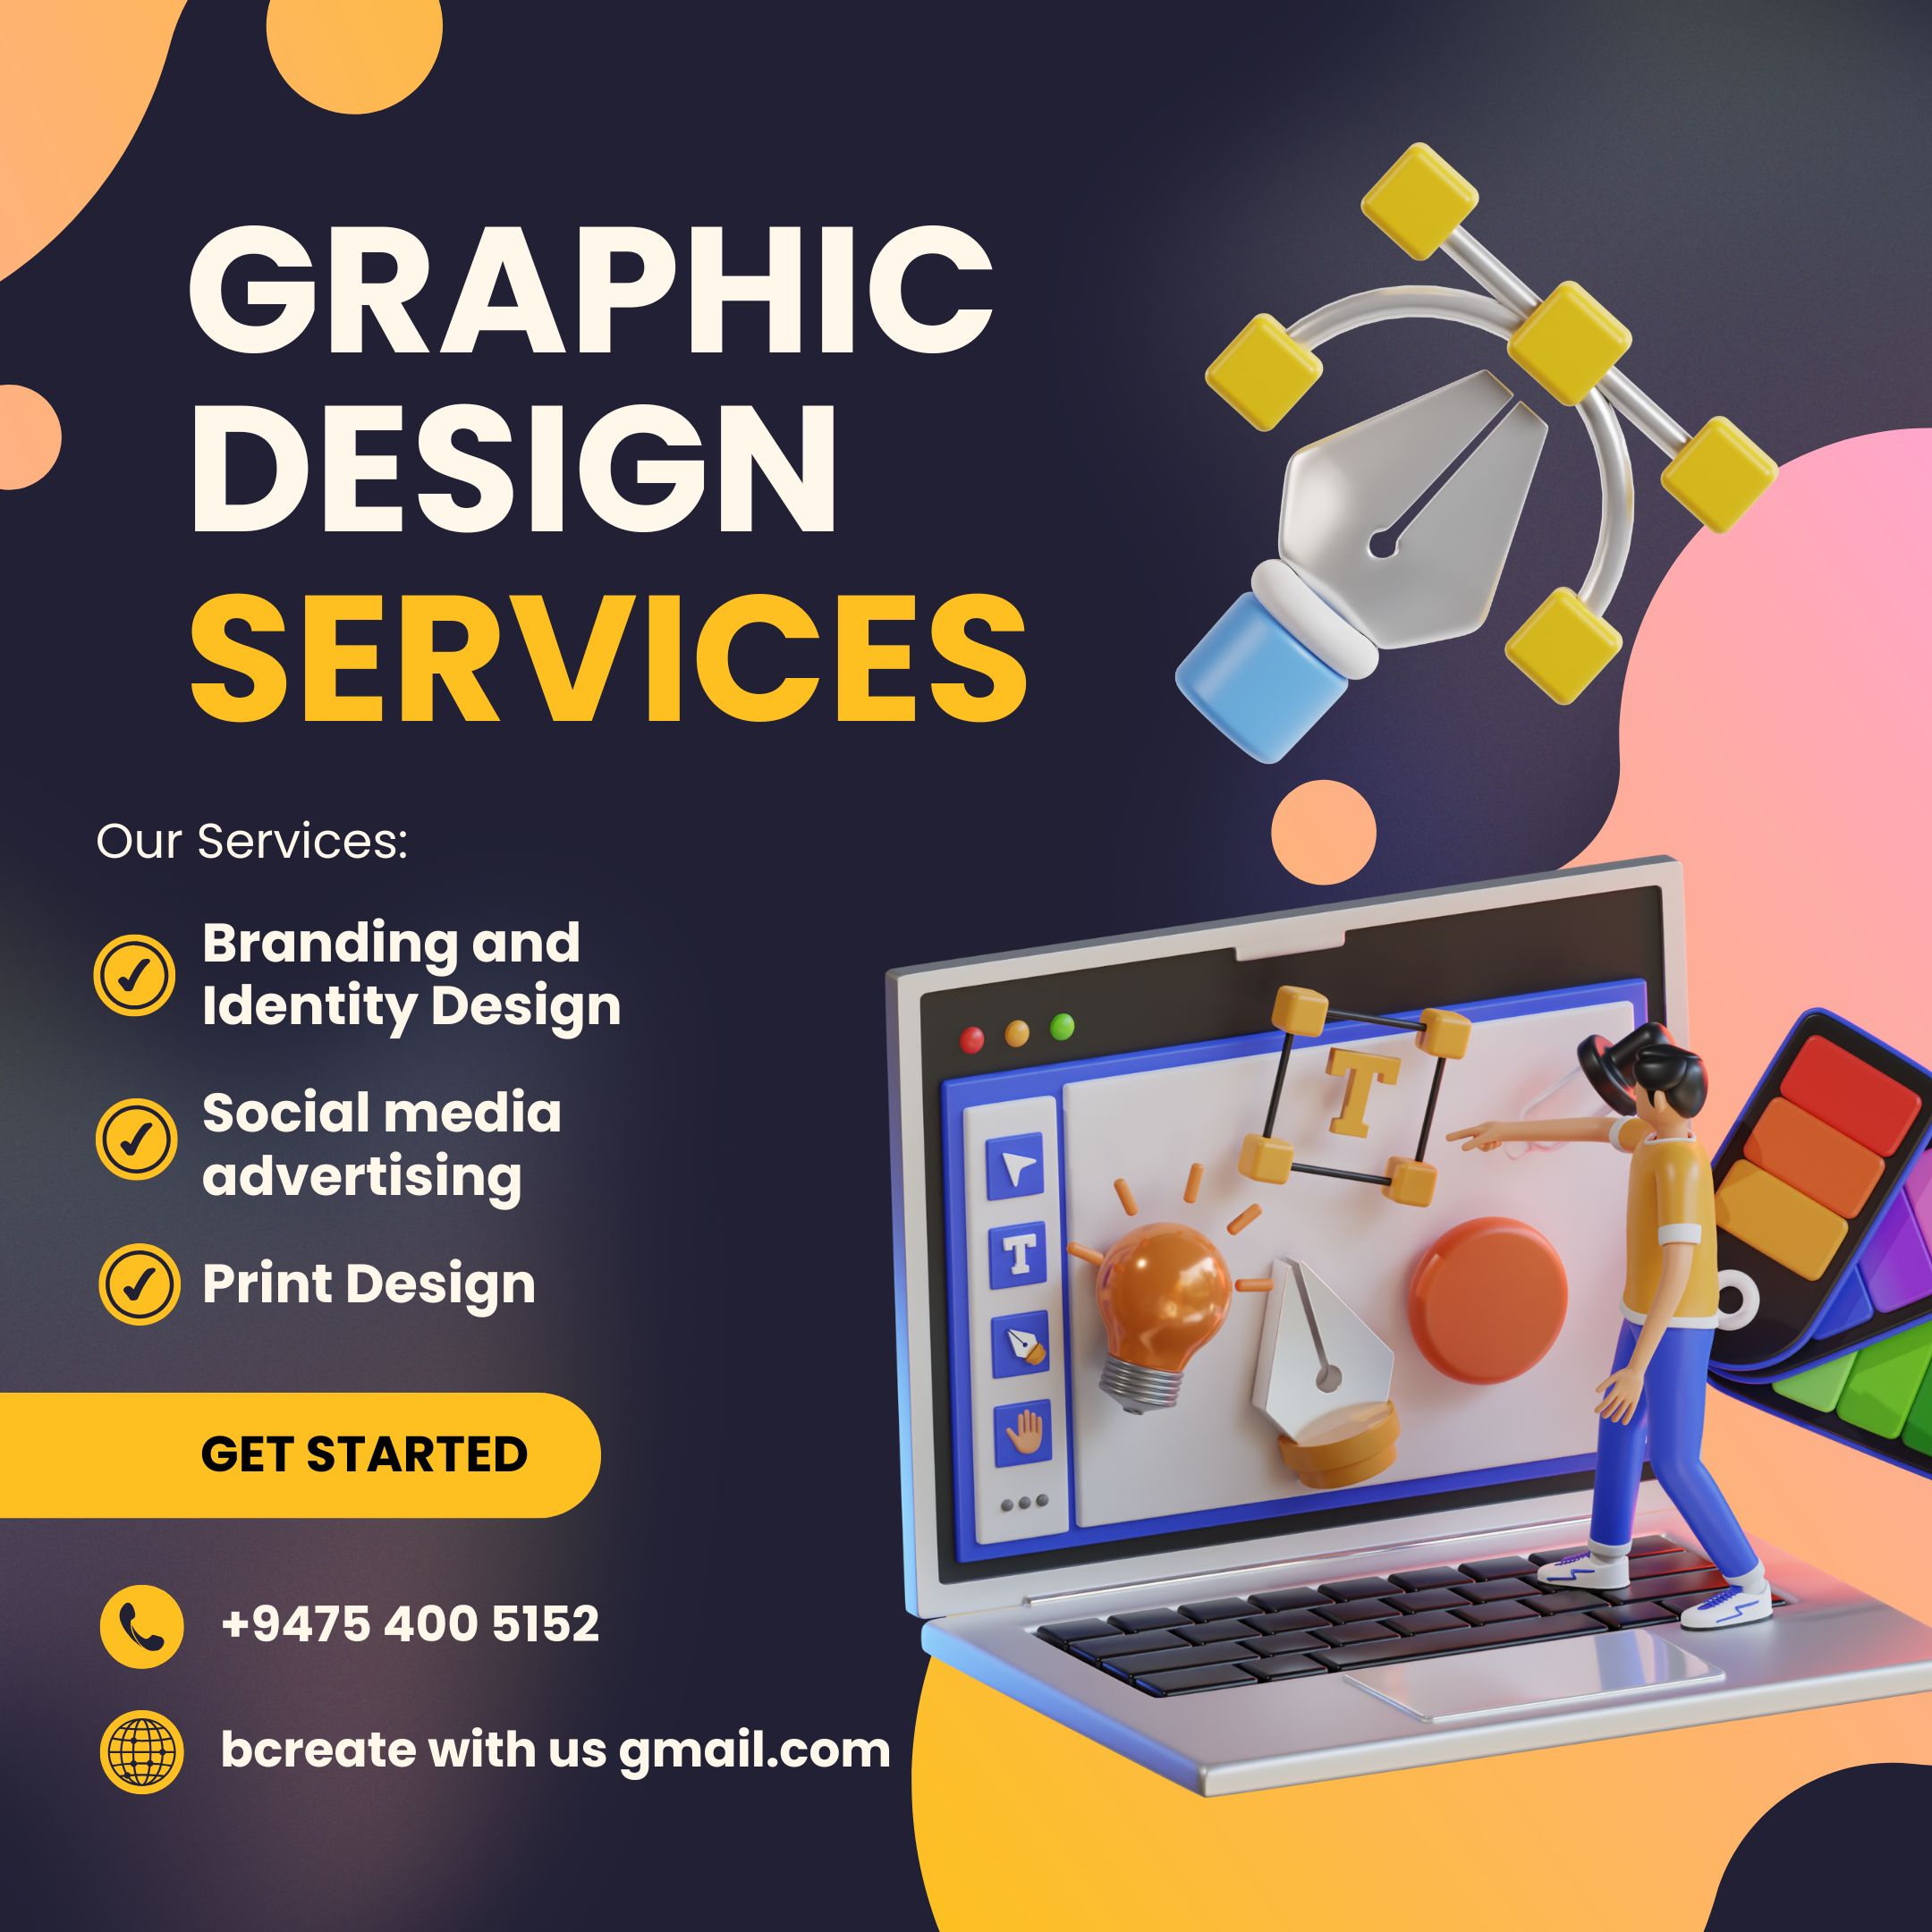 GRAPHIC
DESIGN
SERVICES
Our Services:
Branding and
Identity Design
Social media
advertising
Print Design
GET STARTED
+9475 400 5152
bcreate with us gmail.com
T
T